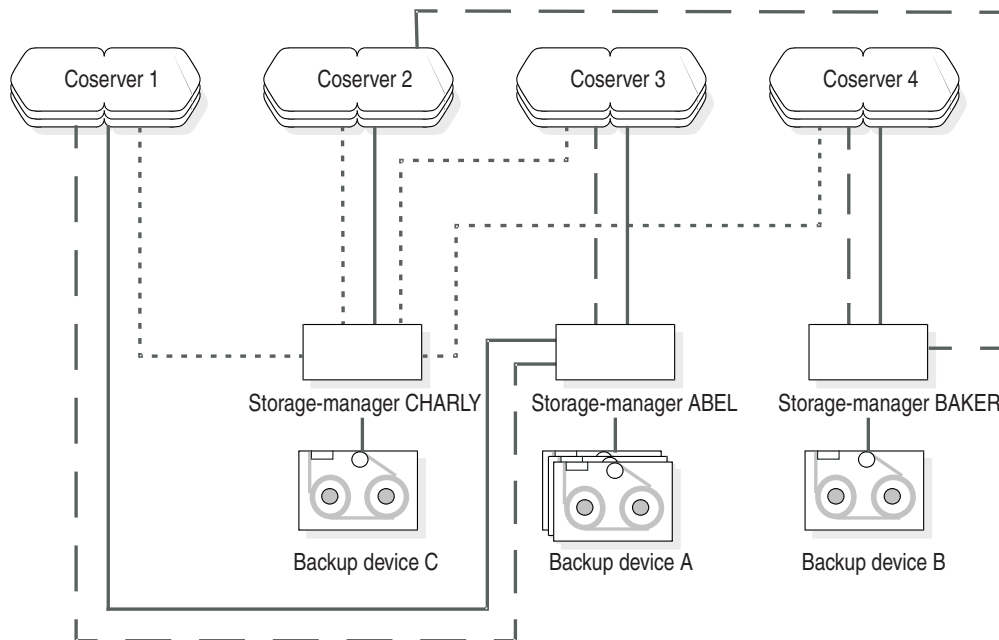 Coserver 1
Coserver 2
Coserver 3
Coserver 4
Storage-manager CHARLY
Storage-manager ABEL
Storage-manager BAKER
Backup device C
Backup device A
Backup device B